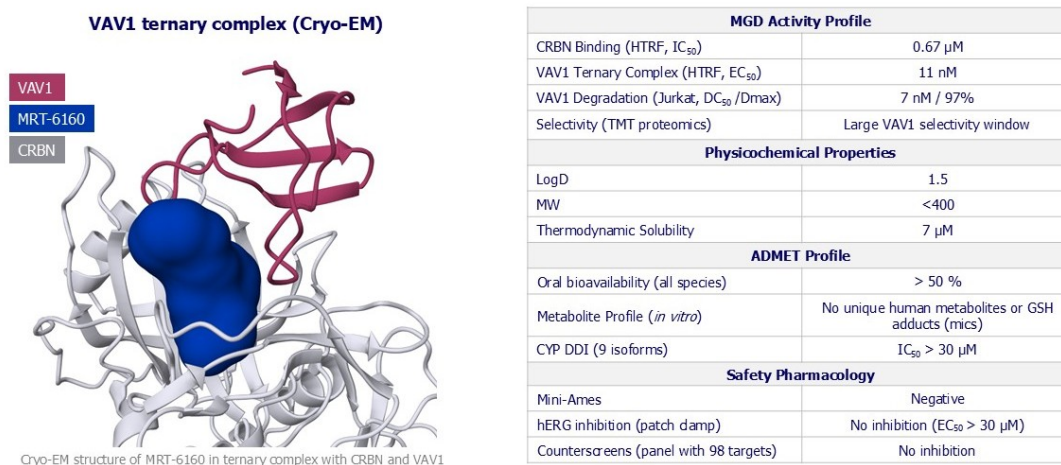 VAV1 ternary complex (Cryo-EM)
VAV1
MRT-6160
CRBN
Cryo-EM structure of MRT-6160 in ternary complex with CRBN and VAV1
MGD Activity Profile
CRBN Binding (HTRF, IC50) 0.67 µM
VAV1 Ternary Complex (HTRF, EC50) 11 nM
VAV1 Degradation (Jurkat, DC50 /Dmax) 7 nM / 97%
Selectivity (TMT proteomics) Large VAV1 selectivity window
Physicochemical Properties
LogD 1.5
MW <400
Thermodynamic Solubility 7 µM
ADMET Profile
Oral bioavailability (all species) > 50 %
Metabolite Profile (in vitro) No unique human metabolites or GSH
adducts (mics)
CYP DDI (9 isoforms) IC50 > 30 µM
Safety Pharmacology
Mini-Ames Negative
hERG inhibition (patch clamp) No inhibition (EC50 > 30 µM)
Counterscreens (panel with 98 targets) No inhibition